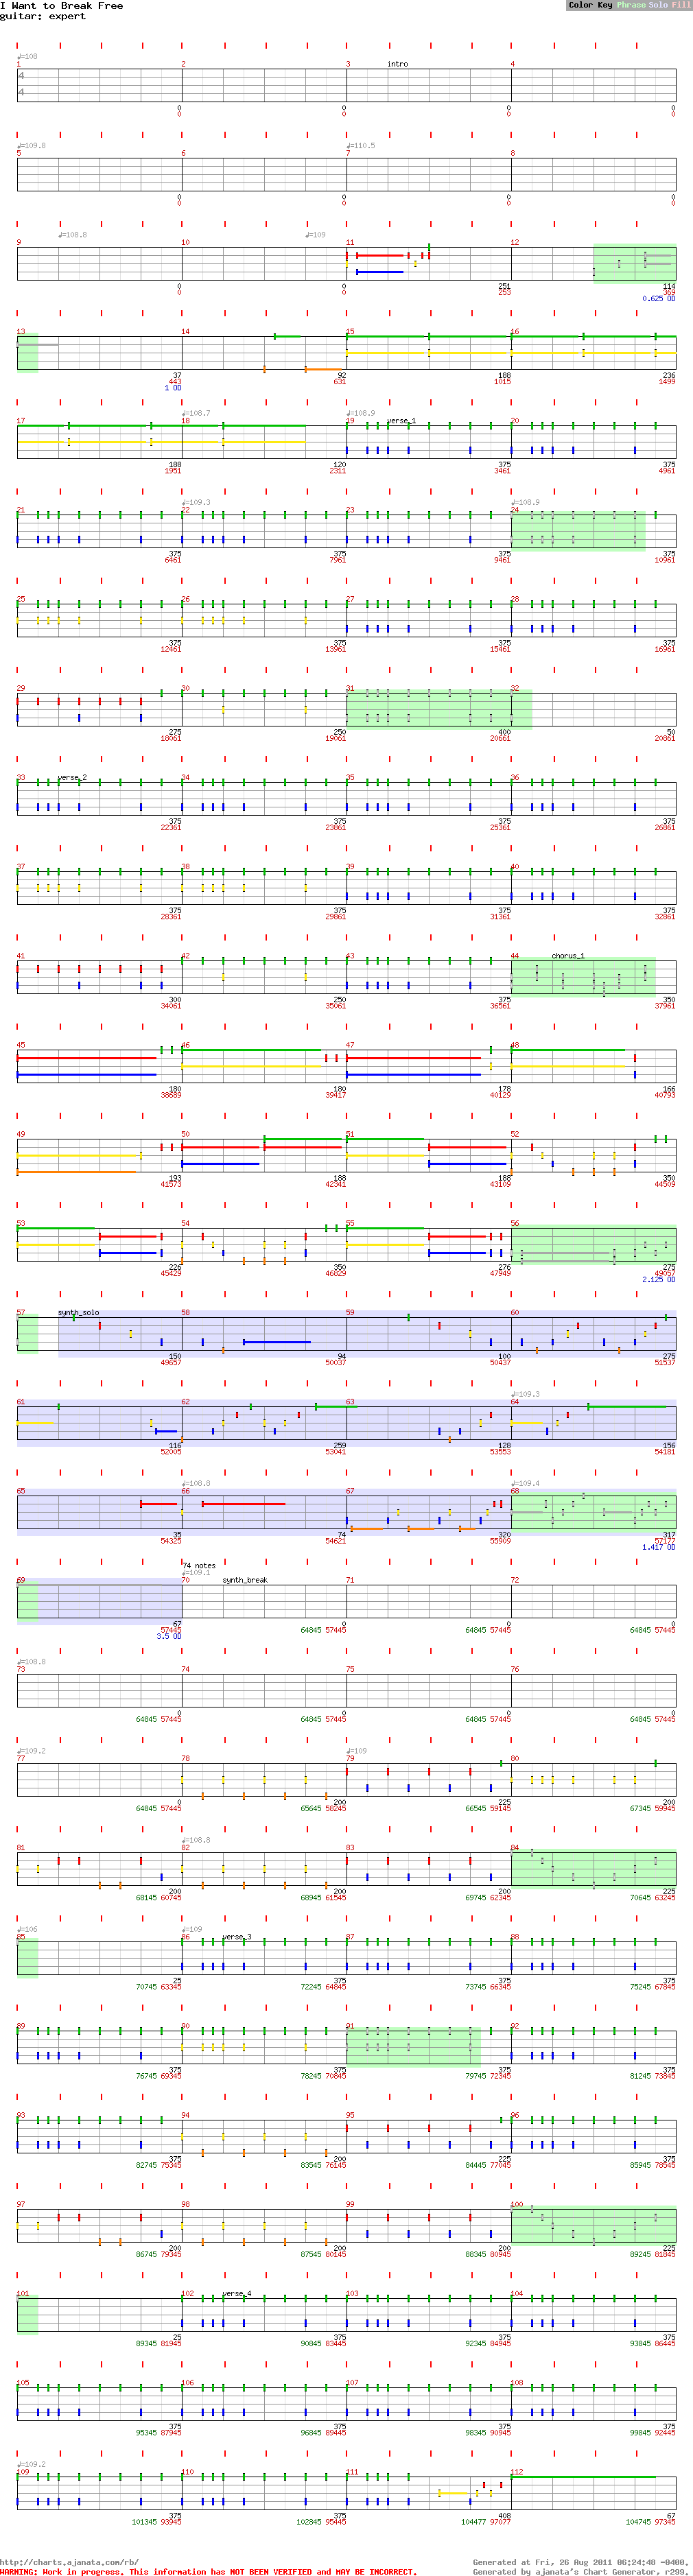 I Want to Break Free
guitar: expert
Color Key Phrase Solo Fill
♩=108
1 2 3 intro 4
4
4
0 0 0 0
0 0 0 0
♩=109.8 ♩=110.5
5 6 7 8
0 0 0 0
0 0 0 0
♩=108.8 ♩=109
9 10 11 12
0 0 251 114
0 0 253 369
0.625 OD
13 14 15 16
37 92 188 236
443 631 1015 1499
1 OD
♩=108.7 ♩=108.9
17 18 19 verse_1 20
188 120 375 375
1951 2311 3461 4961
♩=109.3 ♩=108.9
21 22 23 24
375 375 375 375
6461 7961 9461 10961
25 26 27 28
375 375 375 375
12461 13961 15461 16961
29 30 31 32
275 250 400 50
18061 19061 20661 20861
33 verse_2 34 35 36
375 375 375 375
22361 23861 25361 26861
37 38 39 40
375 375 375 375
28361 29861 31361 32861
41 42 43 44 chorus_1
300 250 375 350
34061 35061 36561 37961
45 46 47 48
180 180 178 166
38689 39417 40129 40793
49 50 51 52
193 188 188 350
41573 42341 43109 44509
53 54 55 56
226 350 276 275
45429 46829 47949 49057
2.125 OD
57 synth_solo 58 59 60
150 94 100 275
49657 50037 50437 51537
♩=109.3
61 62 63 64
116 259 128 156
52005 53041 53553 54181
♩=108.8 ♩=109.4
65 66 67 68
35 74 320 317
54325 54621 55909 57177
1.417 OD
74 notes
♩=109.1
69 70 synth_break 71 72
67 0 0 0
57445 64845 57445 64845 57445 64845 57445
3.5 OD
♩=108.8
73 74 75 76
0 0 0 0
64845 57445 64845 57445 64845 57445 64845 57445
♩=109.2 ♩=109
77 78 79 80
0 200 225 200
64845 57445 65645 58245 66545 59145 67345 59945
♩=108.8
81 82 83 84
200 200 200 225
68145 60745 68945 61545 69745 62345 70645 63245
♩=106 ♩=109
85 86 verse_3 87 88
25 375 375 375
70745 63345 72245 64845 73745 66345 75245 67845
89 90 91 92
375 375 375 375
76745 69345 78245 70845 79745 72345 81245 73845
93 94 95 96
375 200 225 375
82745 75345 83545 76145 84445 77045 85945 78545
97 98 99 100
200 200 200 225
86745 79345 87545 80145 88345 80945 89245 81845
101 102 verse_4 103 104
25 375 375 375
89345 81945 90845 83445 92345 84945 93845 86445
105 106 107 108
375 375 375 375
95345 87945 96845 89445 98345 90945 99845 92445
♩=109.2
109 110 111 112
375 375 408 67
101345 93945 102845 95445 104477 97077 104745 97345
http://charts.ajanata.com/rb/
Generated at Fri, 26 Aug 2011 06:24:48 -0400.
WARNING: Work in progress. This information has NOT BEEN VERIFIED and MAY BE INCORRECT.
Generated by ajanata's Chart Generator, r299.